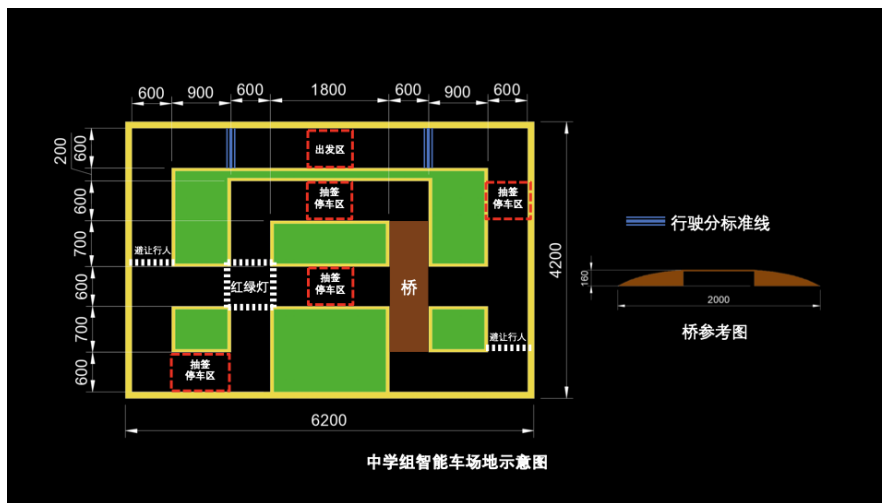 600
900
600
1800
600
900
600
600
200
600
700
600
700
600
出发区
抽签
停车区
抽签
停车区
避让行人
红绿灯
抽签
停车区
桥
避让行人
抽签
停车区
4200
6200
行驶分标准线
160
2000
桥参考图
中学组智能车场地示意图